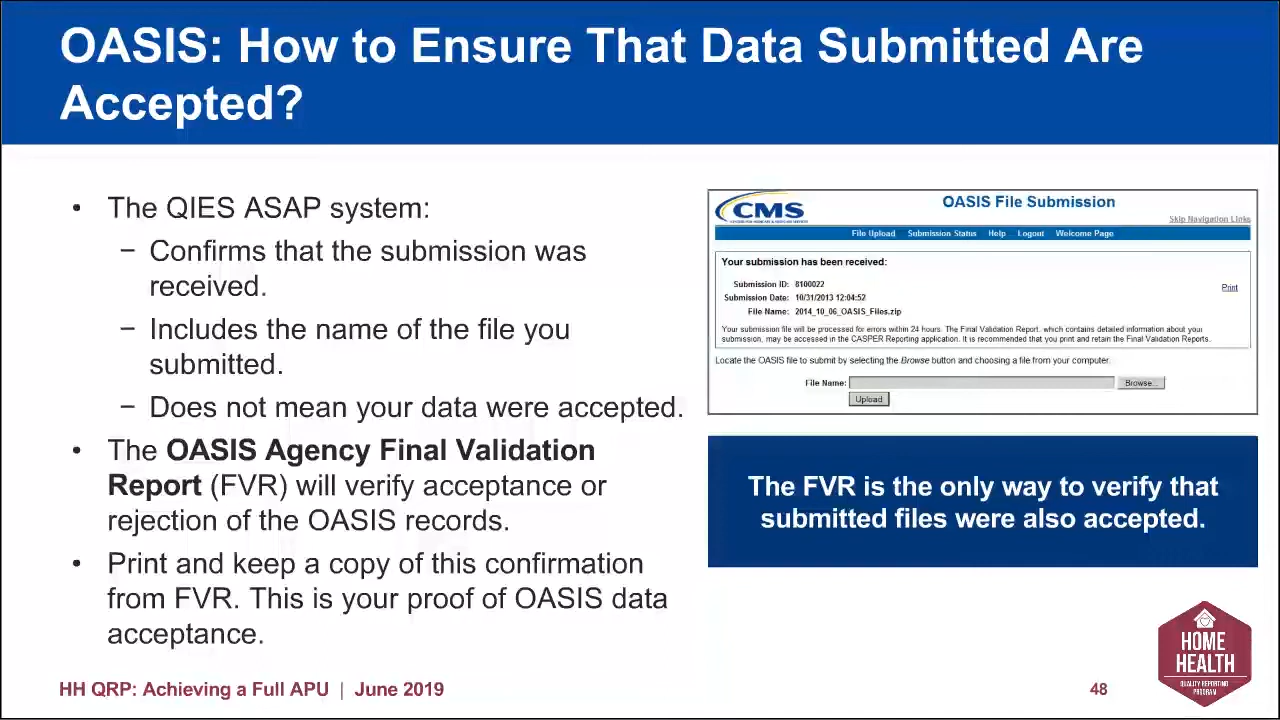 OASIS: How to Ensure That Data Submitted Are
Accepted?
• The QIES ASAP system:
− Confirms that the submission was
received.
− Includes the name of the file you
submitted.
− Does not mean your data were accepted.
• The OASIS Agency Final Validation
Report (FVR) will verify acceptance or
rejection of the OASIS records.
• Print and keep a copy of this confirmation
from FVR. This is your proof of OASIS data
acceptance.
CMS
CENTERS FOR MEDICARE & MEDICAID SERVICES
OASIS File Submission
Skip Navigation Links
File Upload Submission Status Help Logout Welcome Page
Your submission has been received:
Submission ID: 8100022
Print
Submission Date: 10/31/2013 12:04:52
File Name: 2014_10_06_OASIS_Files.zip
Your submission file will be processed for errors within 24 hours. The Final Validation Report, which contains detailed information about your
submission, may be accessed in the CASPER Reporting application. It is recommended that you print and retain the Final Validation Reports.
Locate the OASIS file to submit by selecting the Browse button and choosing a file from your computer.
File Name: Browse...
Upload
The FVR is the only way to verify that
submitted files were also accepted.
HH QRP: Achieving a Full APU | June 2019
48
HOME
HEALTH
QUALITY REPORTING
PROGRAM